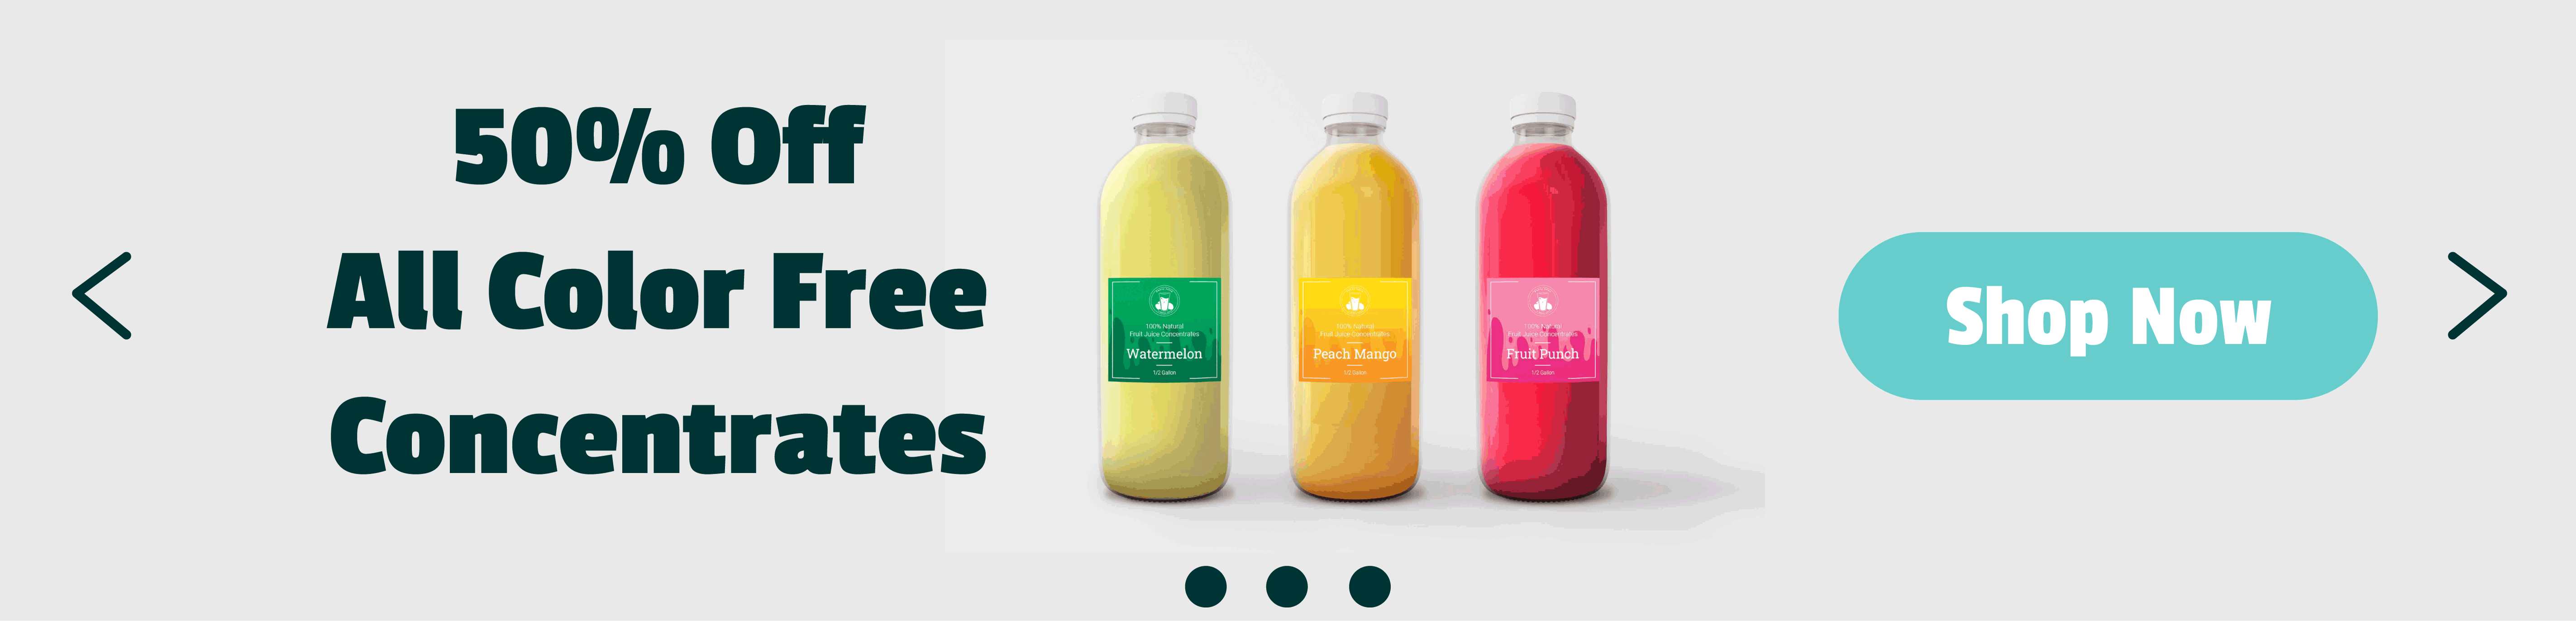 50% Off
All Color Free
Concentrates
100% Natural
Fruit Juice Concentrates
Watermelon
1/2 Gallon
100% Natural
Fruit Juice Concentrates
Peach Mango
1/2 Gallon
100% Natural
Fruit Juice Concentrates
Fruit Punch
1/2 Gallon
Shop Now